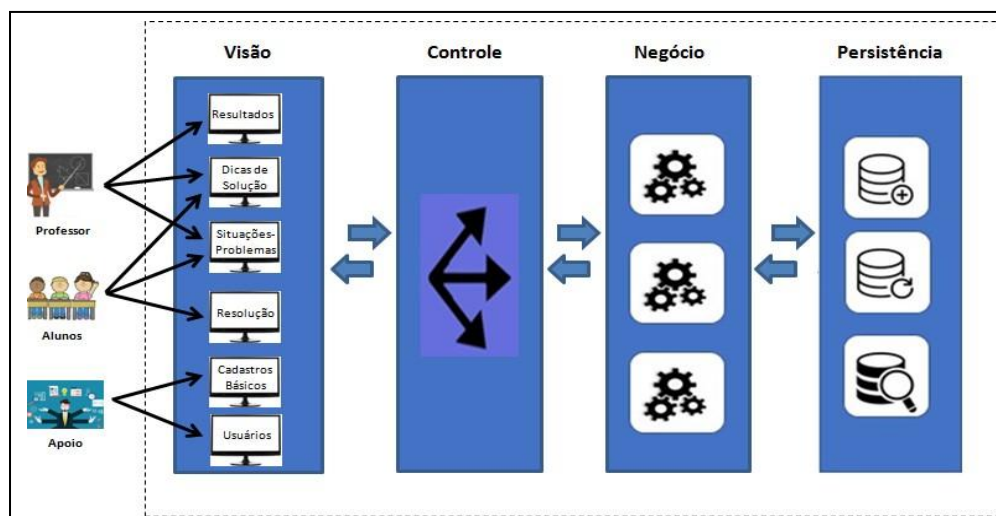 Visão
Controle
Negócio
Persistência
Resultados
Dicas de
Solução
Situações-
Problemas
Resolução
Cadastros
Básicos
Usuários
Professor
Alunos
Apoio